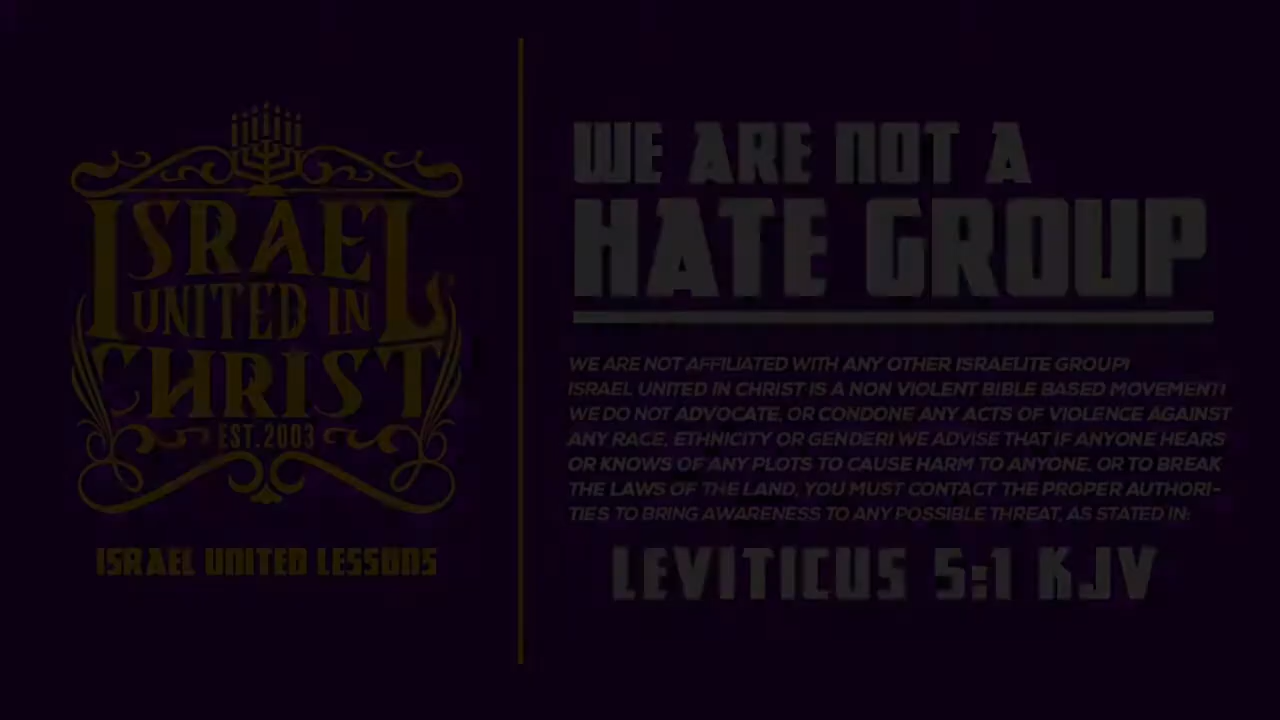 ISRAEL
UNITED IN
CHRIST
EST. 2003
ISRAEL UNITED LESSONS
WE ARE NOT A
HATE GROUP
WE ARE NOT AFFILIATED WITH ANY OTHER ISRAELITE GROUP!
ISRAEL UNITED IN CHRIST IS A NON VIOLENT BIBLE BASED MOVEMENT!
WE DO NOT ADVOCATE, OR CONDONE ANY ACTS OF VIOLENCE AGAINST
ANY RACE, ETHNICITY OR GENDER! WE ADVISE THAT IF ANYONE HEARS
OR KNOWS OF ANY PLOTS TO CAUSE HARM TO ANYONE, OR TO BREAK
THE LAWS OF THE LAND, YOU MUST CONTACT THE PROPER AUTHORI-
TIES TO BRING AWARENESS TO ANY POSSIBLE THREAT, AS STATED IN:
LEVITICUS 5:1 KJV